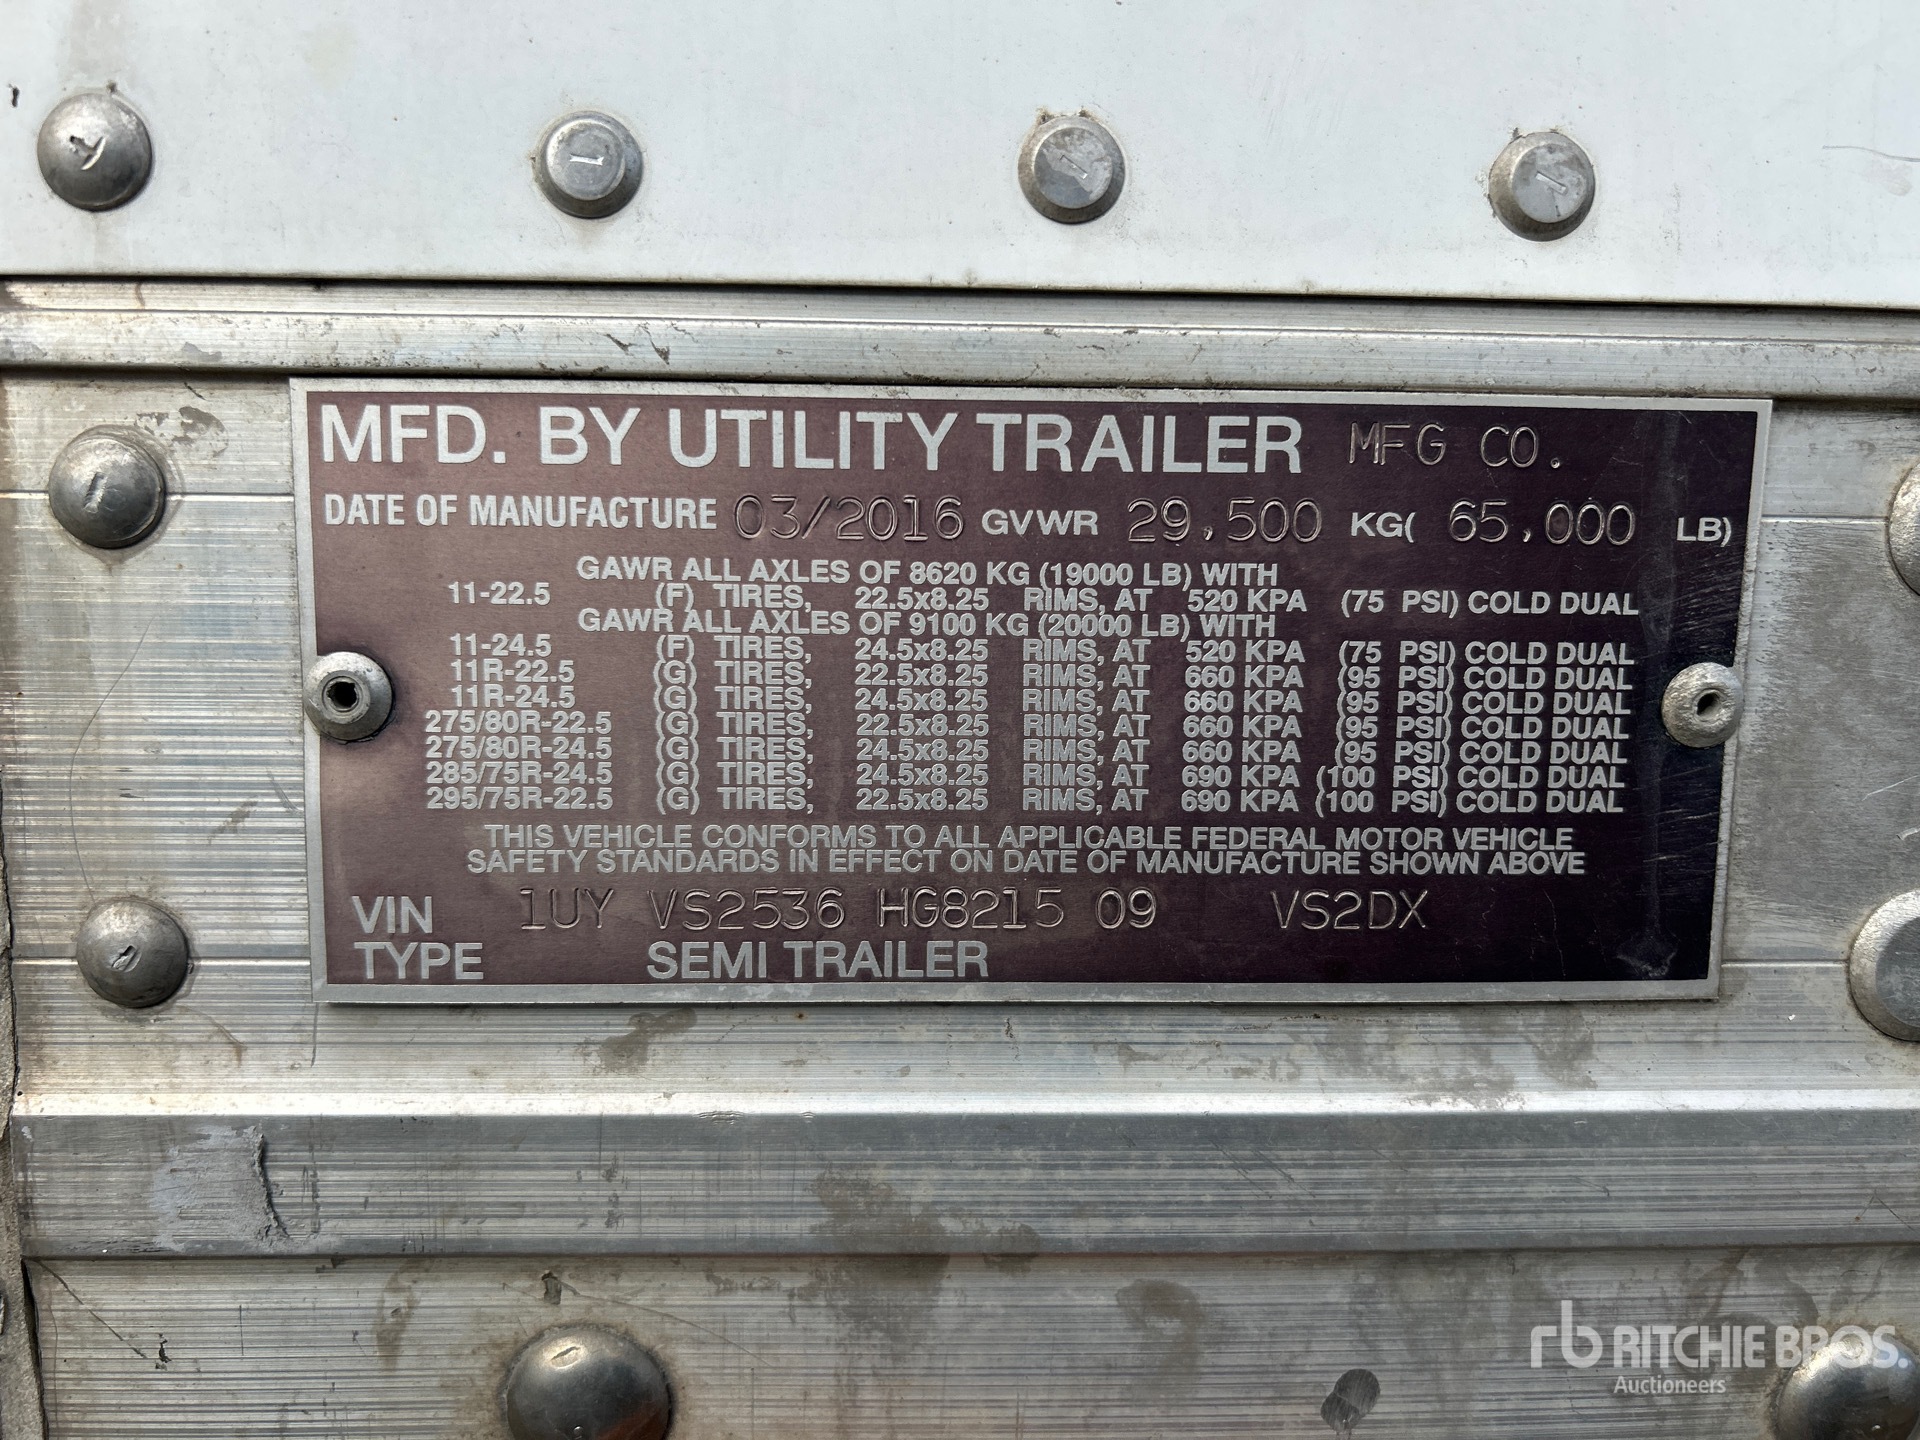 MFD. BY UTILITY TRAILER MFG CO.
DATE OF MANUFACTURE 03/2016 GVWR 29,500 KG( 65,000 LB)
GAWR ALL AXLES OF 8620 KG (19000 LB) WITH
11-22.5 (F) TIRES, 22.5x8.25 RIMS, AT 520 KPA (75 PSI) COLD DUAL
GAWR ALL AXLES OF 9100 KG (20000 LB) WITH
11-24.5 (F) TIRES, 24.5x8.25 RIMS, AT 520 KPA (75 PSI) COLD DUAL
11R-22.5 (G) TIRES, 22.5x8.25 RIMS, AT 660 KPA (95 PSI) COLD DUAL
11R-24.5 (G) TIRES, 24.5x8.25 RIMS, AT 660 KPA (95 PSI) COLD DUAL
275/80R-22.5 (G) TIRES, 22.5x8.25 RIMS, AT 660 KPA (95 PSI) COLD DUAL
275/80R-24.5 (G) TIRES, 24.5x8.25 RIMS, AT 660 KPA (95 PSI) COLD DUAL
285/75R-24.5 (G) TIRES, 24.5x8.25 RIMS, AT 690 KPA (100 PSI) COLD DUAL
295/75R-22.5 (G) TIRES, 22.5x8.25 RIMS, AT 690 KPA (100 PSI) COLD DUAL
THIS VEHICLE CONFORMS TO ALL APPLICABLE FEDERAL MOTOR VEHICLE
SAFETY STANDARDS IN EFFECT ON DATE OF MANUFACTURE SHOWN ABOVE
VIN 1UY VS2536 HG8215 09 VS2DX
TYPE SEMI TRAILER
rb RITCHIE BROS.
Auctioneers